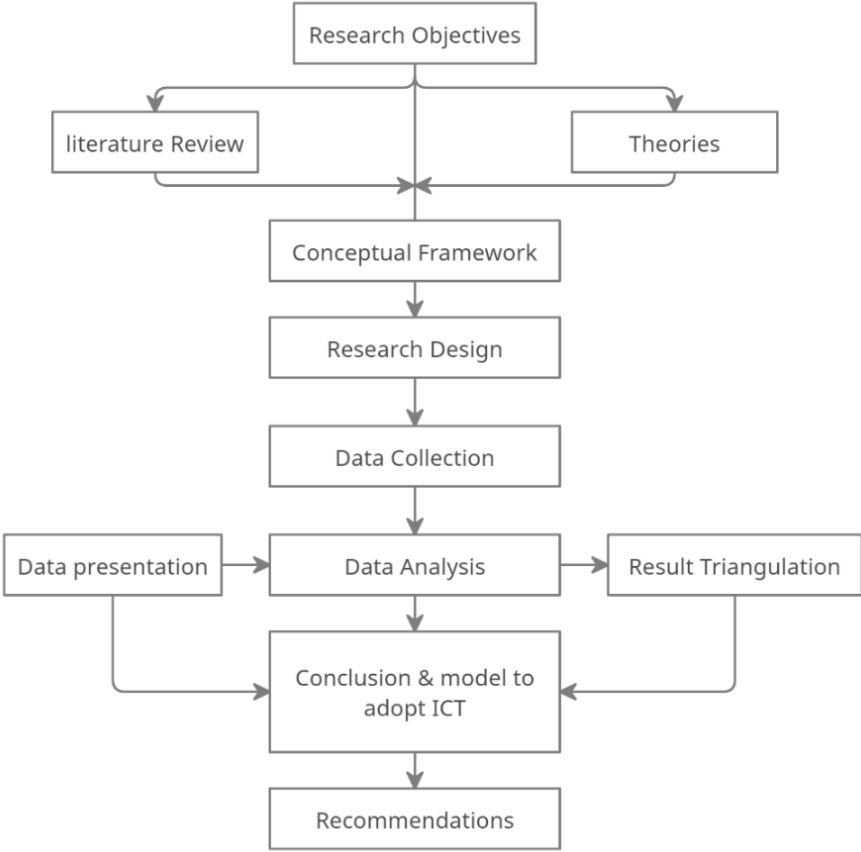 Research Objectives
literature Review
Theories
Conceptual Framework
Research Design
Data Collection
Data presentation
Data Analysis
Result Triangulation
Conclusion & model to
adopt ICT
Recommendations